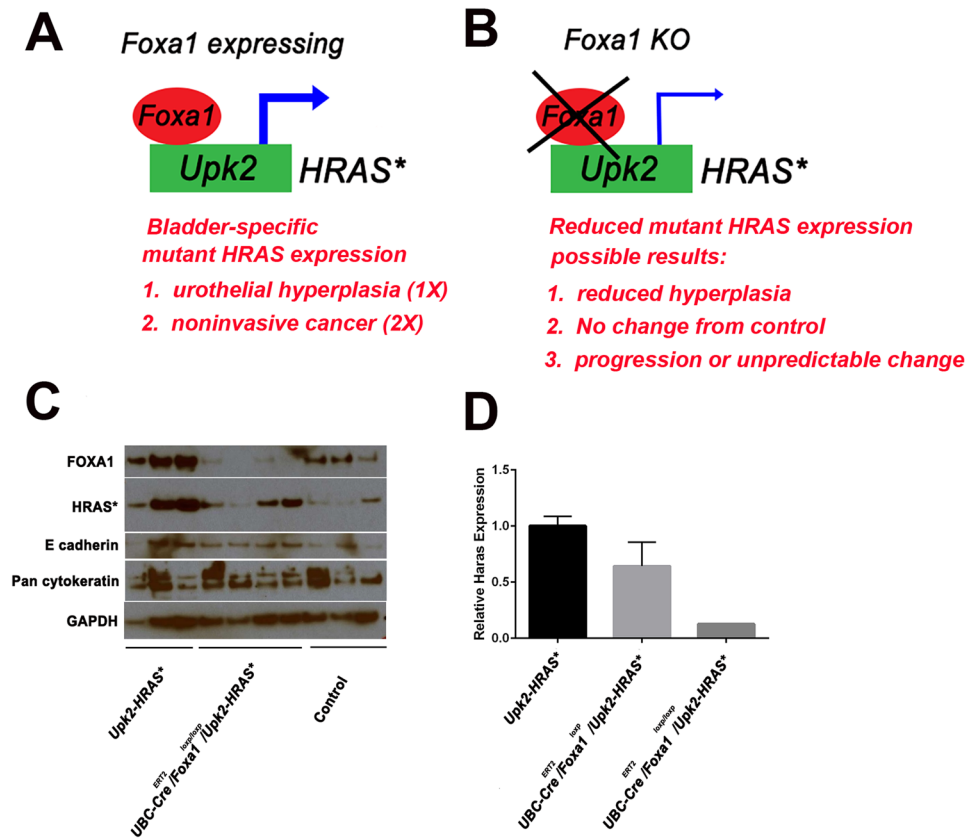 A
Foxa1 expressing
Foxa1
Upk2
HRAS*
Bladder-specific
mutant HRAS expression
1. urothelial hyperplasia (1X)
2. noninvasive cancer (2X)
B
Foxa1 KO
Foxa1
Upk2
HRAS*
Reduced mutant HRAS expression
possible results:
1. reduced hyperplasia
2. No change from control
3. progression or unpredictable change
C
FOXA1
HRAS*
E cadherin
Pan cytokeratin
GAPDH
Upk2-HRAS*
UBC-Cre ERT2 /Foxa1 loxp/loxp /Upk2-HRAS*
Control
D
Relative Haras Expression
1.5
1.0
0.5
0.0
Upk2-HRAS*
UBC-Cre ERT2 /Foxa1 loxp /Upk2-HRAS*
UBC-Cre ERT2 /Foxa1 loxp/loxp /Upk2-HRAS*